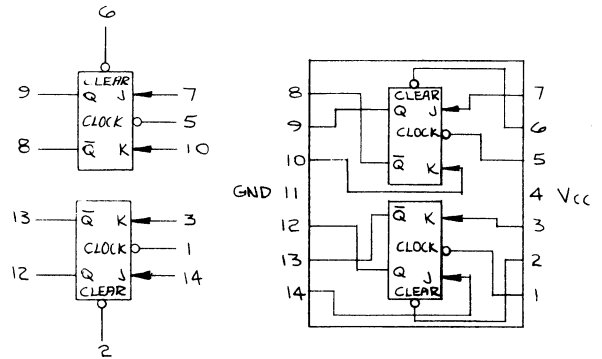 6
CLEAR
9 Q J 7
CLOCK 5
8 Q̅ K 10
13 Q̅ K 3
CLOCK 1
12 Q J 14
CLEAR
2
8 CLEAR 7
Q J
9 CLOCK 6
10 Q̅ K 5
GND 11 4 VCC
12 Q̅ K 3
13 CLOCK 2
Q J
14 CLEAR 1